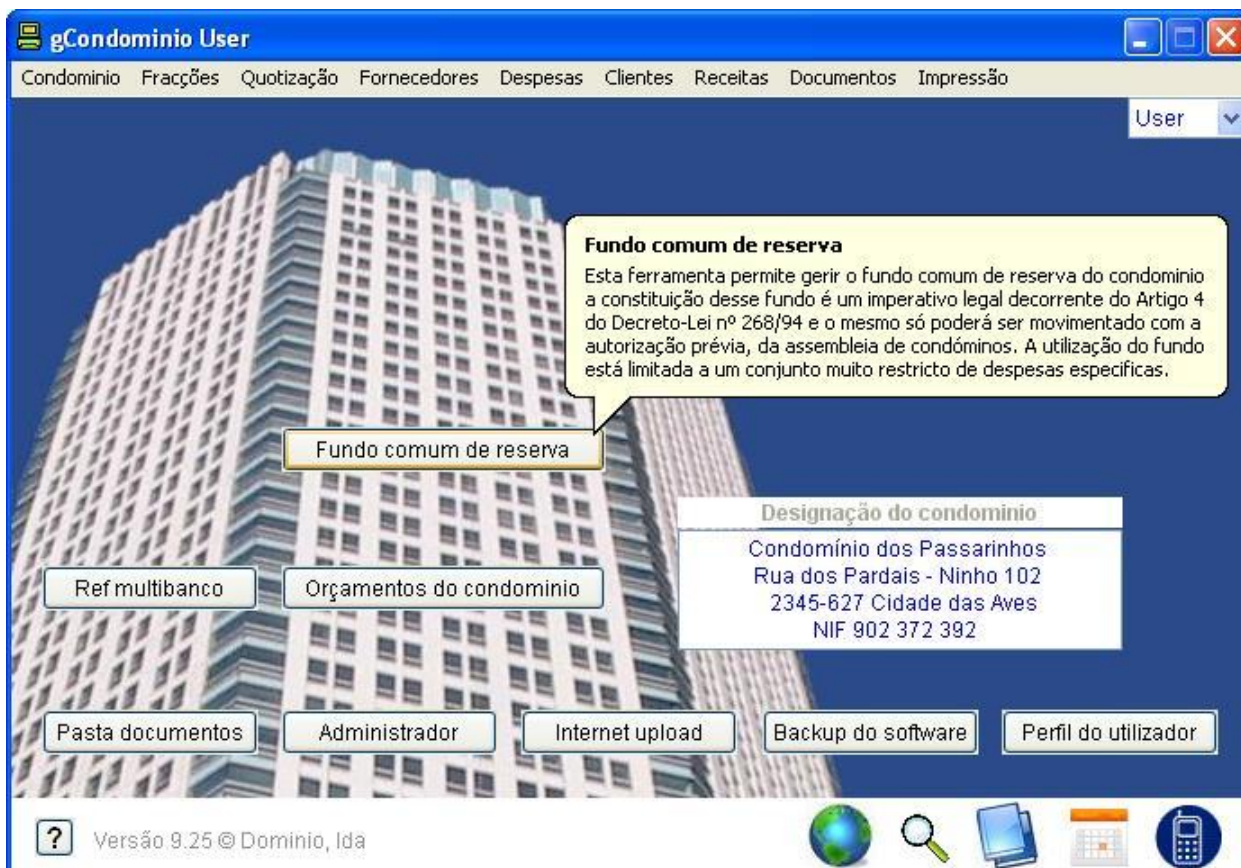 gCondominio User
Condominio Fracções Quotização Fornecedores Despesas Clientes Receitas Documentos Impressão
User
Fundo comum de reserva
Esta ferramenta permite gerir o fundo comum de reserva do condominio
a constituição desse fundo é um imperativo legal decorrente do Artigo 4
do Decreto-Lei nº 268/94 e o mesmo só poderá ser movimentado com a
autorização prévia, da assembleia de condóminos. A utilização do fundo
está limitada a um conjunto muito restricto de despesas especificas.
Fundo comum de reserva
Designação do condominio
Condomínio dos Passarinhos
Rua dos Pardais - Ninho 102
2345-627 Cidade das Aves
NIF 902 372 392
Ref multibanco
Orçamentos do condominio
Pasta documentos
Administrador
Internet upload
Backup do software
Perfil do utilizador
? Versão 9.25 © Dominio, lda